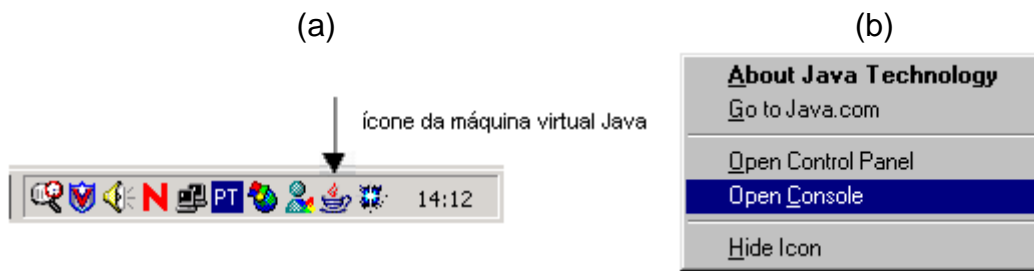 (a)
ícone da máquina virtual Java
PT
14:12
(b)
About Java Technology
Go to Java.com
Open Control Panel
Open Console
Hide Icon